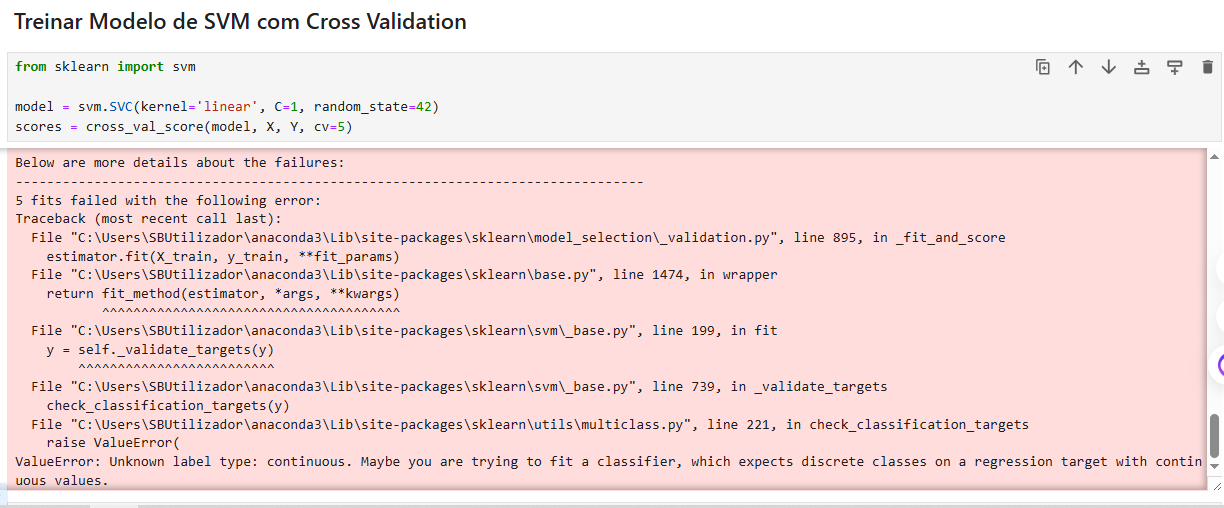 Treinar Modelo de SVM com Cross Validation
from sklearn import svm
model = svm.SVC(kernel='linear', C=1, random_state=42)
scores = cross_val_score(model, X, Y, cv=5)
Below are more details about the failures:
--------------------------------------------------------------------------------
5 fits failed with the following error:
Traceback (most recent call last):
  File "C:\Users\SBUtilizador\anaconda3\Lib\site-packages\sklearn\model_selection\_validation.py", line 895, in _fit_and_score
    estimator.fit(X_train, y_train, **fit_params)
  File "C:\Users\SBUtilizador\anaconda3\Lib\site-packages\sklearn\base.py", line 1474, in wrapper
    return fit_method(estimator, *args, **kwargs)
           ^^^^^^^^^^^^^^^^^^^^^^^^^^^^^^^^^^^^^^
  File "C:\Users\SBUtilizador\anaconda3\Lib\site-packages\sklearn\svm\_base.py", line 199, in fit
    y = self._validate_targets(y)
        ^^^^^^^^^^^^^^^^^^^^^^^^^
  File "C:\Users\SBUtilizador\anaconda3\Lib\site-packages\sklearn\svm\_base.py", line 739, in _validate_targets
    check_classification_targets(y)
  File "C:\Users\SBUtilizador\anaconda3\Lib\site-packages\sklearn\utils\multiclass.py", line 221, in check_classification_targets
    raise ValueError(
ValueError: Unknown label type: continuous. Maybe you are trying to fit a classifier, which expects discrete classes on a regression target with contin
uous values.